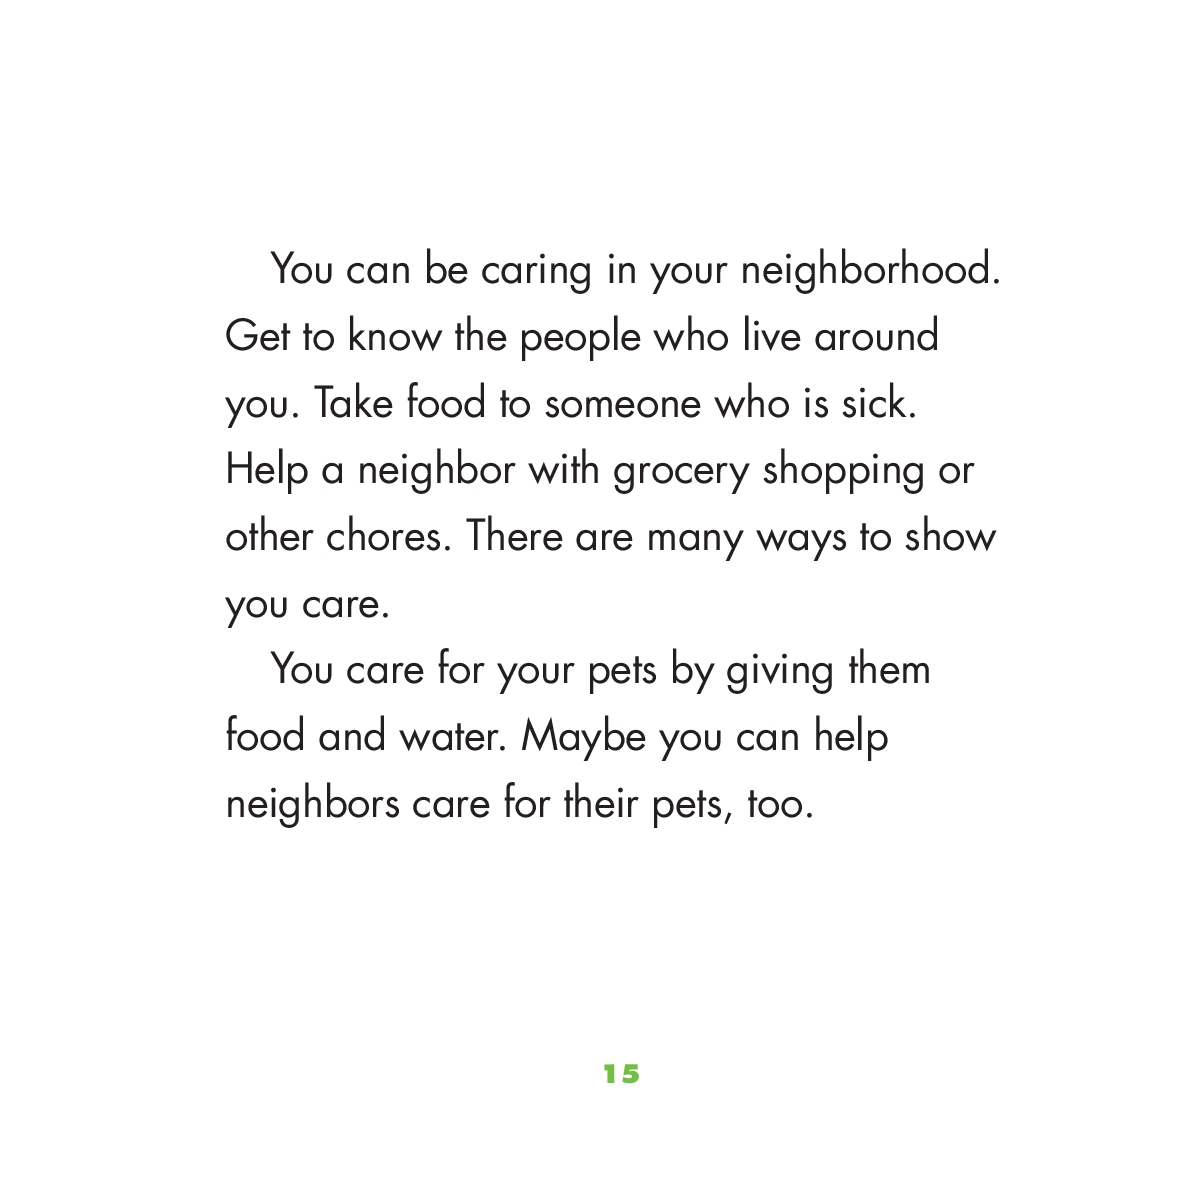 You can be caring in your neighborhood.
Get to know the people who live around
you. Take food to someone who is sick.
Help a neighbor with grocery shopping or
other chores. There are many ways to show
you care.
You care for your pets by giving them
food and water. Maybe you can help
neighbors care for their pets, too.
15